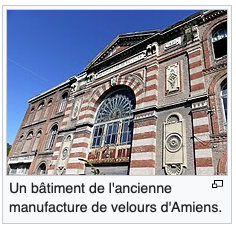 Un bâtiment de l'ancienne
manufacture de velours d'Amiens.